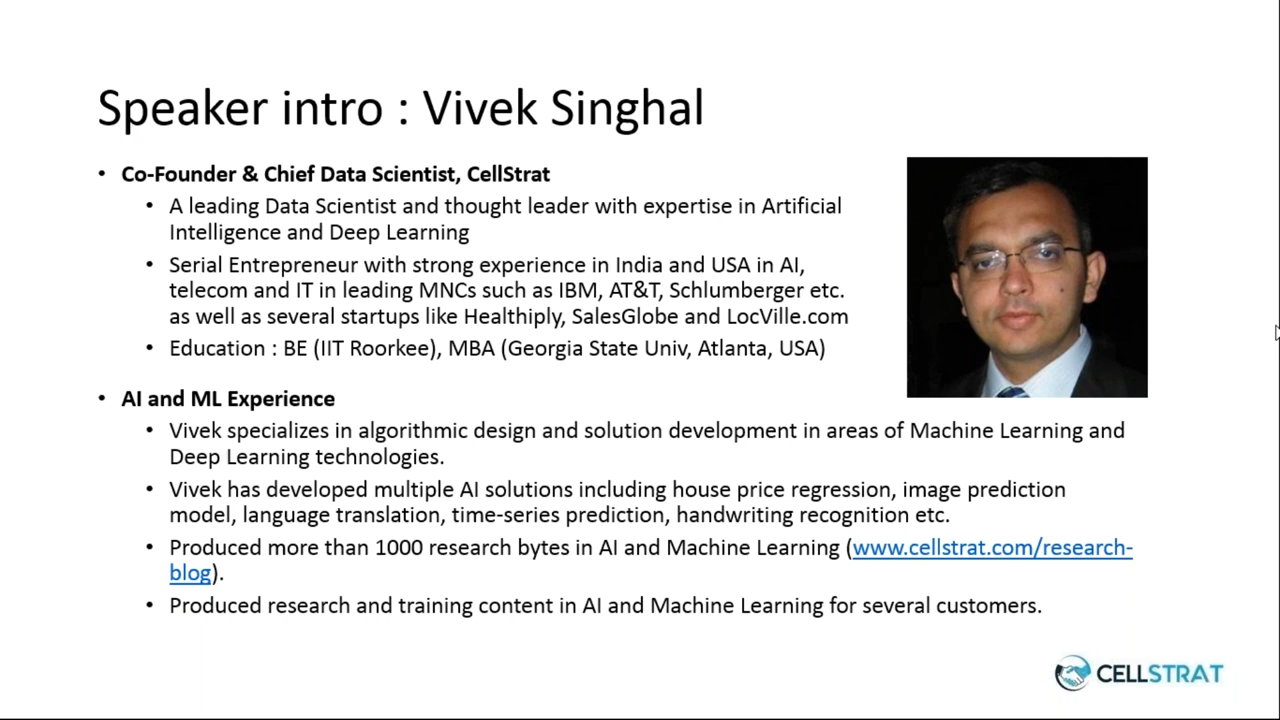 Speaker intro : Vivek Singhal
• Co-Founder & Chief Data Scientist, CellStrat
• A leading Data Scientist and thought leader with expertise in Artificial
Intelligence and Deep Learning
• Serial Entrepreneur with strong experience in India and USA in AI,
telecom and IT in leading MNCs such as IBM, AT&T, Schlumberger etc.
as well as several startups like Healthiply, SalesGlobe and LocVille.com
• Education : BE (IIT Roorkee), MBA (Georgia State Univ, Atlanta, USA)
• AI and ML Experience
• Vivek specializes in algorithmic design and solution development in areas of Machine Learning and
Deep Learning technologies.
• Vivek has developed multiple AI solutions including house price regression, image prediction
model, language translation, time-series prediction, handwriting recognition etc.
• Produced more than 1000 research bytes in AI and Machine Learning (www.cellstrat.com/research-
blog).
• Produced research and training content in AI and Machine Learning for several customers.
CELLSTRAT